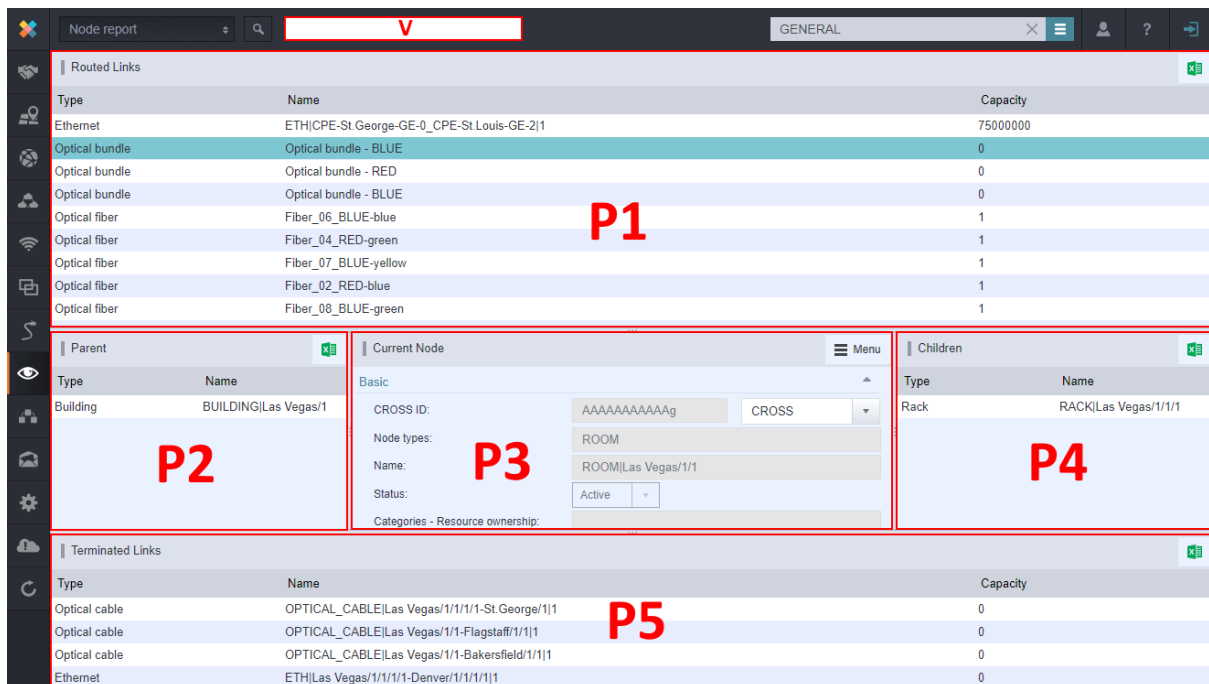 Node report V GENERAL ?
Routed Links
Type Name Capacity
Ethernet ETH|CPE-St.George-GE-0_CPE-St.Louis-GE-2|1 75000000
Optical bundle Optical bundle - BLUE 0
Optical bundle Optical bundle - RED 0
Optical bundle Optical bundle - BLUE 0
Optical fiber Fiber_06_BLUE-blue 1
Optical fiber Fiber_04_RED-green 1
Optical fiber Fiber_07_BLUE-yellow 1
Optical fiber Fiber_02_RED-blue 1
Optical fiber Fiber_08_BLUE-green 1
P1
Parent
Type Name
Building BUILDING|Las Vegas/1
P2
Current Node Menu
Basic
CROSS ID: AAAAAAAAAAAg CROSS
Node types: ROOM
Name: ROOM|Las Vegas/1/1
Status: Active
Categories - Resource ownership:
P3
Children
Type Name
Rack RACK|Las Vegas/1/1/1
P4
Terminated Links
Type Name Capacity
Optical cable OPTICAL_CABLE|Las Vegas/1/1/1/1-St.George/1|1 0
Optical cable OPTICAL_CABLE|Las Vegas/1/1-Flagstaff/1/1|1 0
Optical cable OPTICAL_CABLE|Las Vegas/1/1-Bakersfield/1/1|1 0
Ethernet ETH|Las Vegas/1/1/1/1-Denver/1/1/1/1|1 0
P5